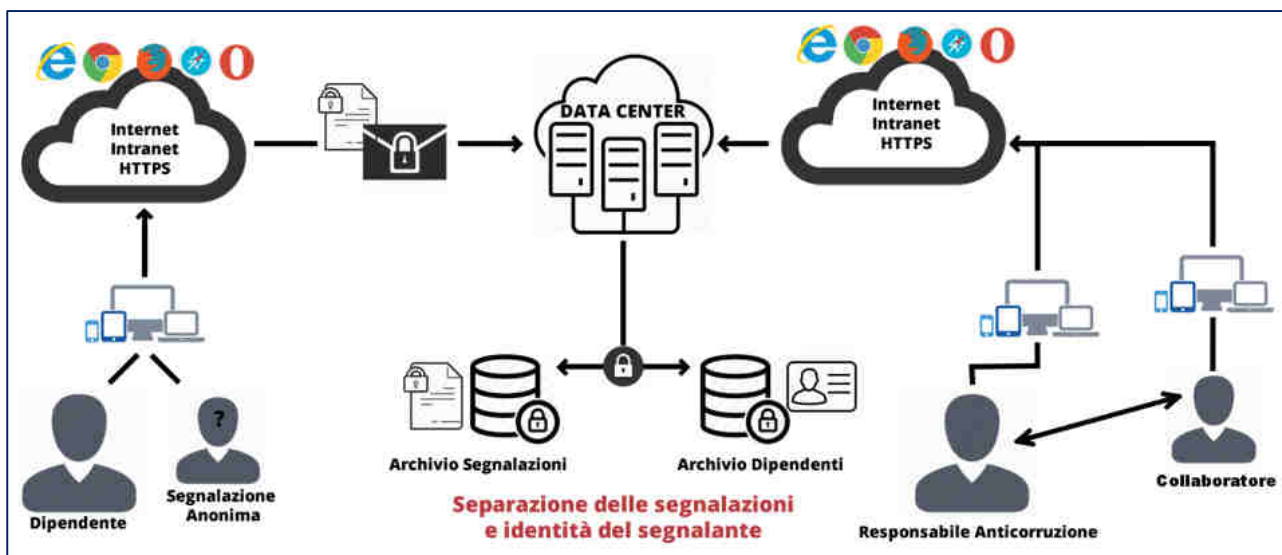 Internet
Intranet
HTTPS
DATA CENTER
Internet
Intranet
HTTPS
?
Dipendente
Segnalazione
Anonima
Archivio Segnalazioni
Archivio Dipendenti
Separazione delle segnalazioni
e identità del segnalante
Responsabile Anticorruzione
Collaboratore